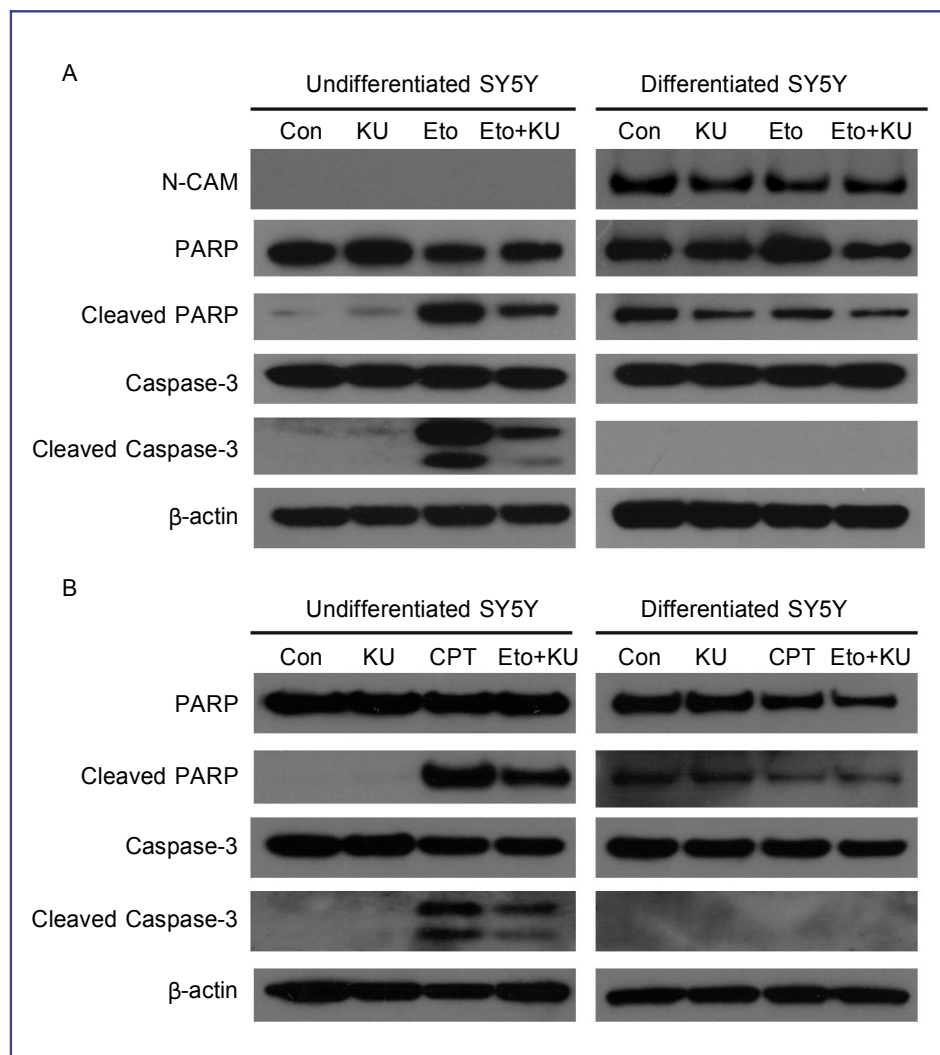 A
Undifferentiated SY5Y Differentiated SY5Y
Con KU Eto Eto+KU Con KU Eto Eto+KU
N-CAM
PARP
Cleaved PARP
Caspase-3
Cleaved Caspase-3
β-actin
B
Undifferentiated SY5Y Differentiated SY5Y
Con KU CPT Eto+KU Con KU CPT Eto+KU
PARP
Cleaved PARP
Caspase-3
Cleaved Caspase-3
β-actin